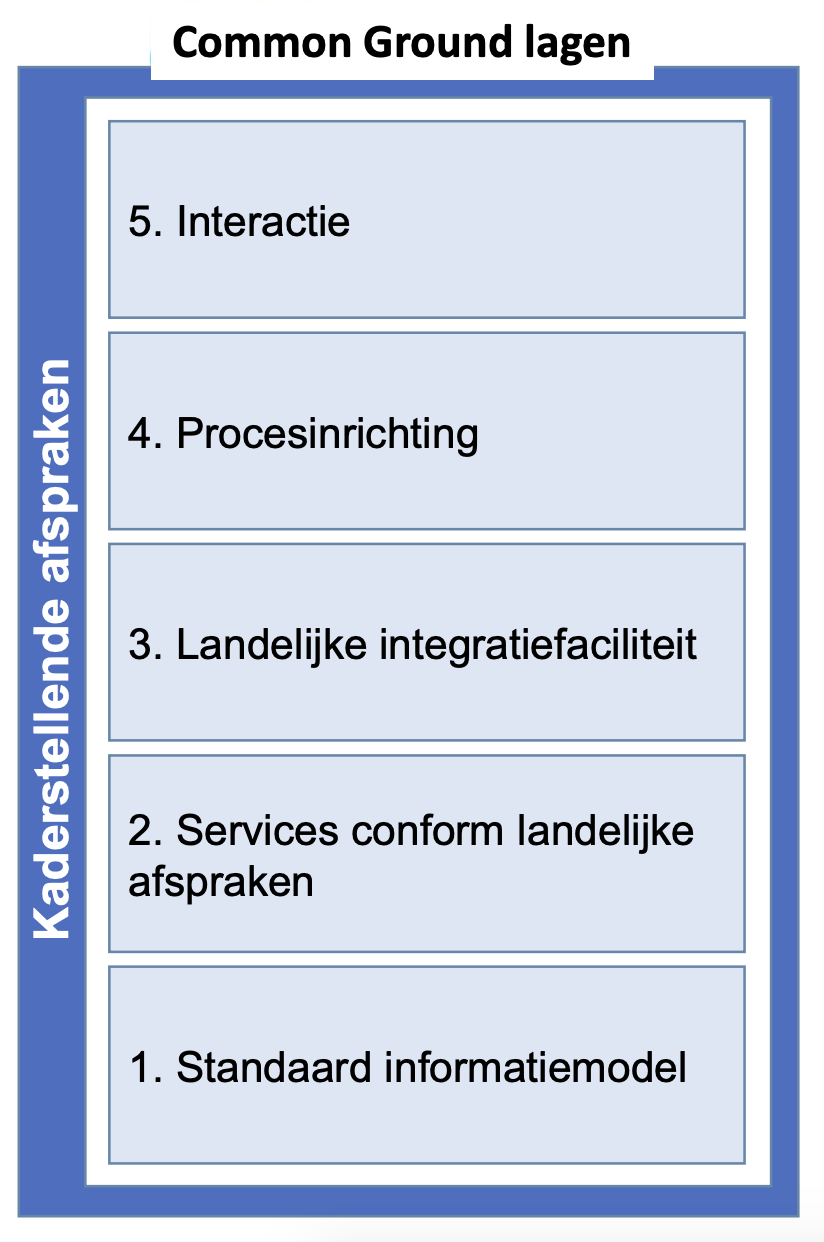 Common Ground lagen
Kaderstellende afspraken
5. Interactie
4. Procesinrichting
3. Landelijke integratiefaciliteit
2. Services conform landelijke
afspraken
1. Standaard informatiemodel